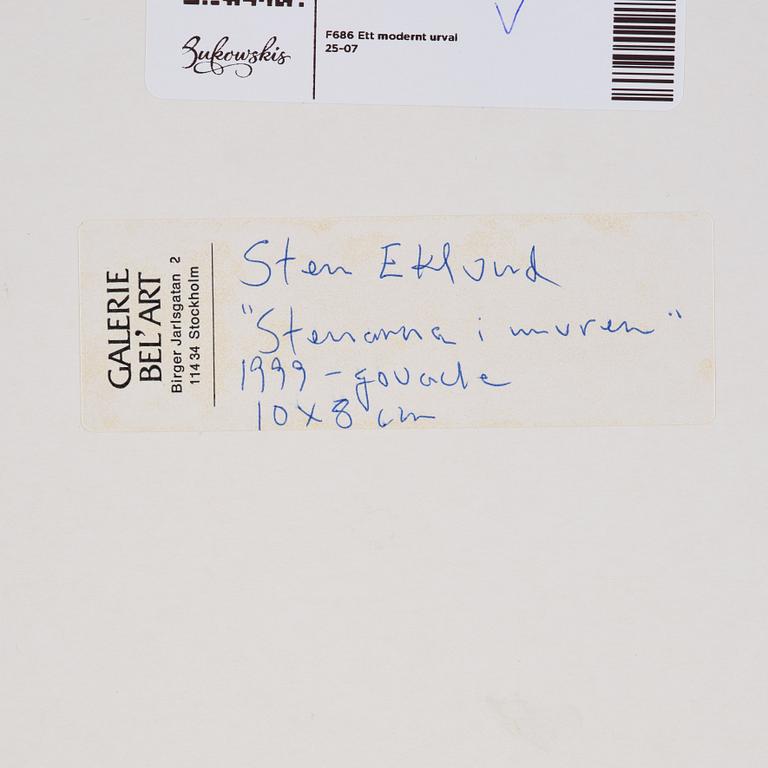 Bukowskis
F686 Ett modernt urval
25-07
GALERIE
BEL' ART
Birger Jarlsgatan 2
114 34 Stockholm
Sten Eklund
"Stenarna i muren"
1999 - gouache
10 x 8 cm